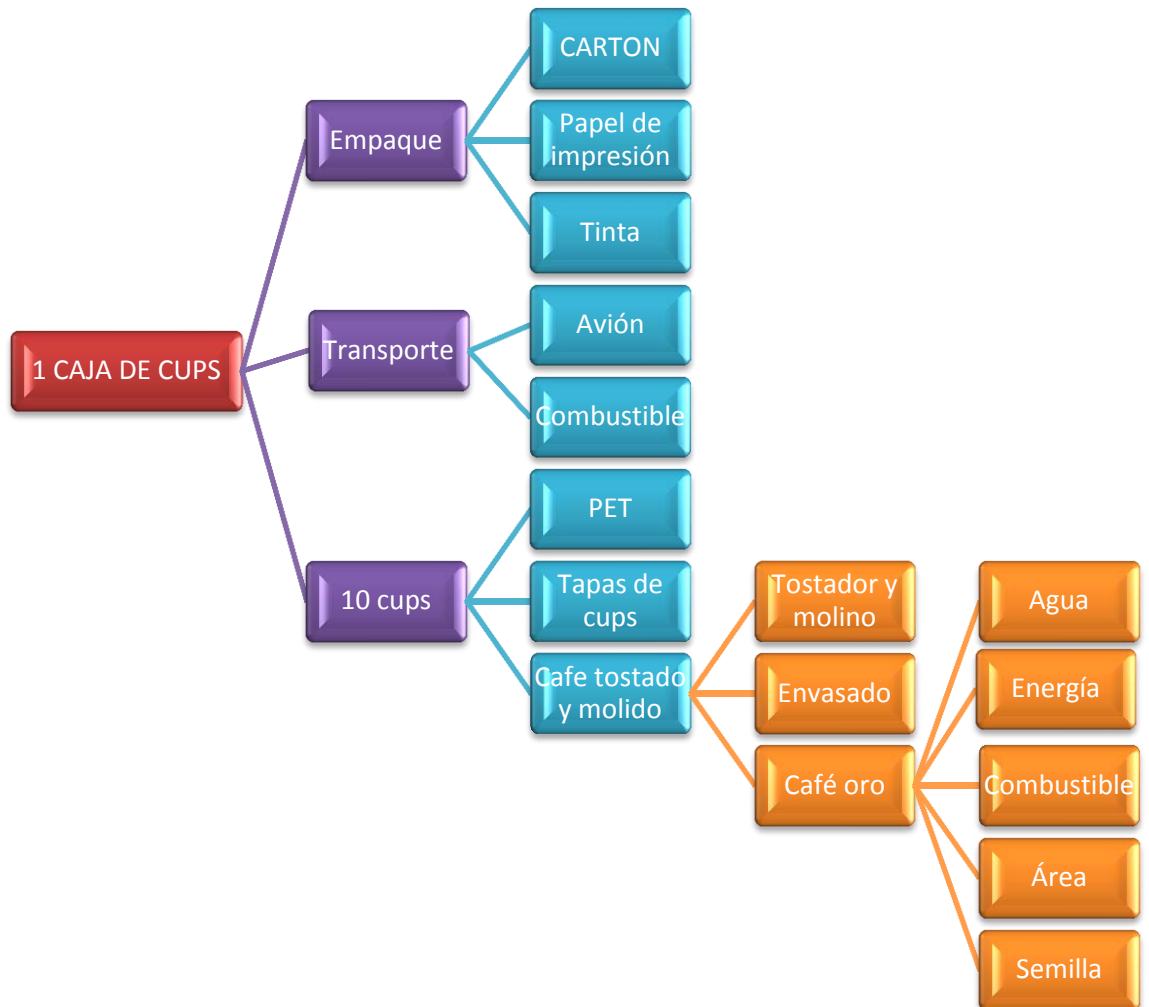 1 CAJA DE CUPS
Empaque
CARTON
Papel de
impresión
Tinta
Transporte
Avión
Combustible
10 cups
PET
Tapas de
cups
Cafe tostado
y molido
Tostador y
molino
Envasado
Café oro
Agua
Energía
Combustible
Área
Semilla